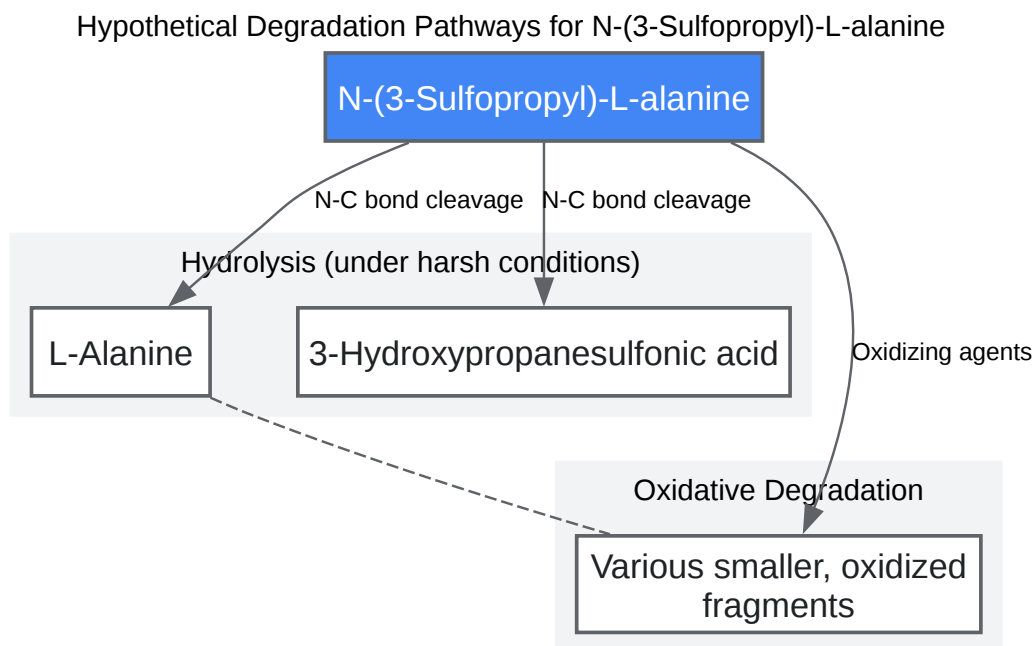 Hypothetical Degradation Pathways for N-(3-Sulfopropyl)-L-alanine
N-(3-Sulfopropyl)-L-alanine
N-C bond cleavage
N-C bond cleavage
Hydrolysis (under harsh conditions)
L-Alanine
3-Hydroxypropanesulfonic acid
Oxidizing agents
Oxidative Degradation
Various smaller, oxidized
fragments